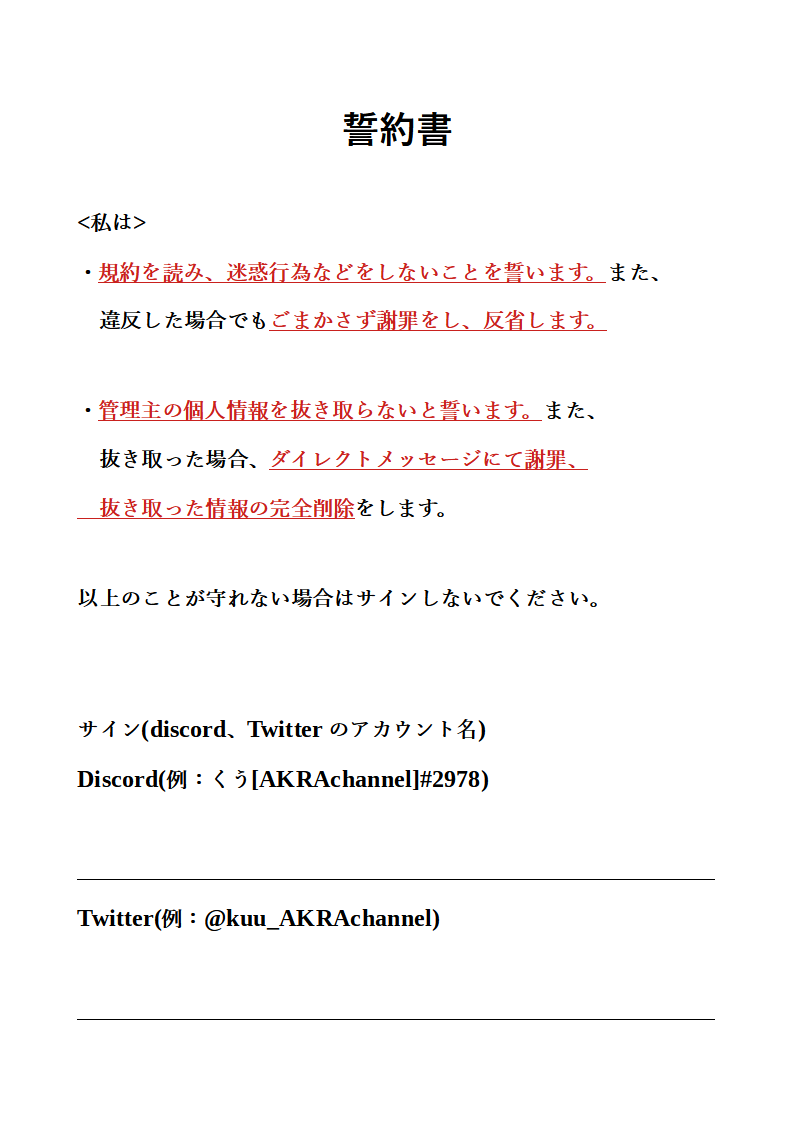 誓約書
<私は>
・規約を読み、迷惑行為などをしないことを誓います。また、
違反した場合でもごまかさず謝罪をし、反省します。
・管理主の個人情報を抜き取らないと誓います。また、
抜き取った場合、ダイレクトメッセージにて謝罪、
抜き取った情報の完全削除をします。
以上のことが守れない場合はサインしないでください。
サイン(discord、Twitter のアカウント名)
Discord(例：くう[AKRAchannel]#2978)
Twitter(例：@kuu_AKRAchannel)